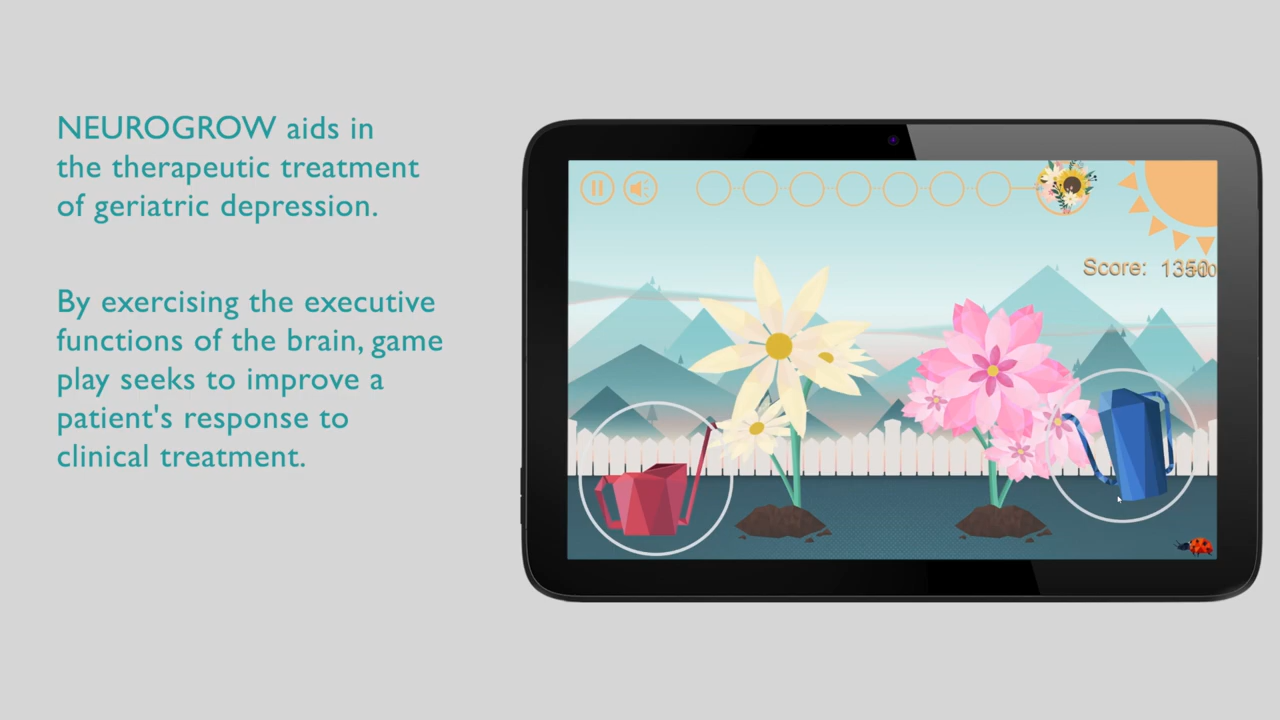 NEUROGROW aids in
the therapeutic treatment
of geriatric depression.
By exercising the executive
functions of the brain, game
play seeks to improve a
patient's response to
clinical treatment.
Score: